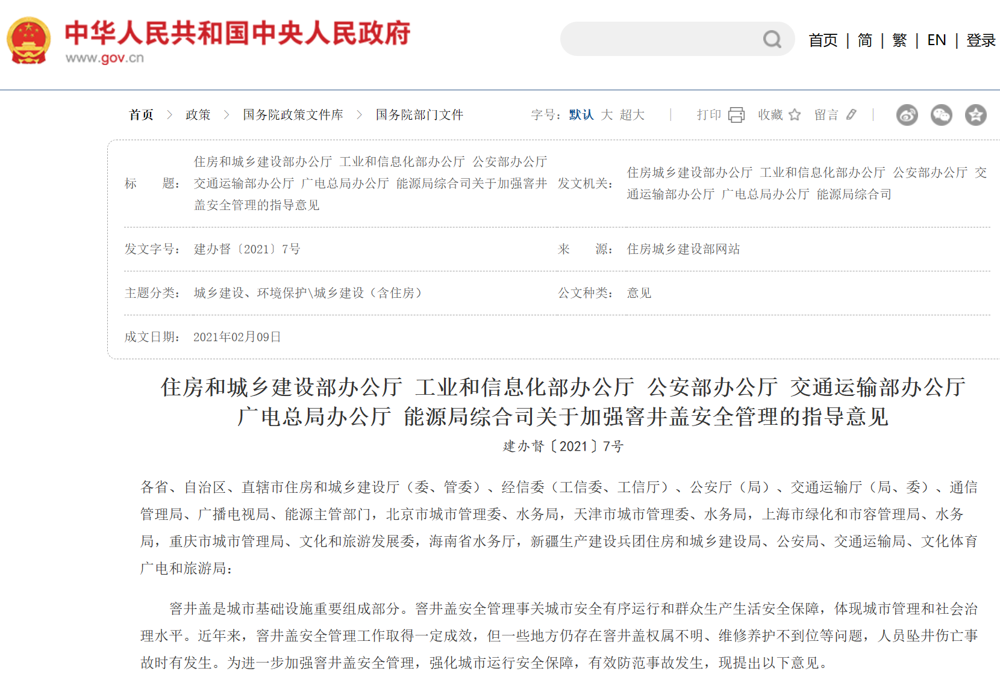 中华人民共和国中央人民政府
www.gov.cn
首页 | 简 | 繁 | EN | 登录
首页 > 政策 > 国务院政策文件库 > 国务院部门文件
字号：默认 大 超大 | 打印 收藏 留言 |
标 题：
住房和城乡建设部办公厅 工业和信息化部办公厅 公安部办公厅
交通运输部办公厅 广电总局办公厅 能源局综合司关于加强窨井
盖安全管理的指导意见
发文机关：
住房城乡建设部办公厅 工业和信息化部办公厅 公安部办公厅 交
通运输部办公厅 广电总局办公厅 能源局综合司
发文字号： 建办督〔2021〕7号
来 源： 住房城乡建设部网站
主题分类： 城乡建设、环境保护\城乡建设（含住房）
公文种类： 意见
成文日期： 2021年02月09日
住房和城乡建设部办公厅 工业和信息化部办公厅 公安部办公厅 交通运输部办公厅
广电总局办公厅 能源局综合司关于加强窨井盖安全管理的指导意见
建办督〔2021〕7号
各省、自治区、直辖市住房和城乡建设厅（委、管委）、经信委（工信委、工信厅）、公安厅（局）、交通运输厅（局、委）、通信
管理局、广播电视局、能源主管部门，北京市城市管理委、水务局，天津市城市管理委、水务局，上海市绿化和市容管理局、水务
局，重庆市城市管理局、文化和旅游发展委，海南省水务厅，新疆生产建设兵团住房和城乡建设局、公安局、交通运输局、文化体育
广电和旅游局：
窨井盖是城市基础设施重要组成部分。窨井盖安全管理事关城市安全有序运行和群众生产生活安全保障，体现城市管理和社会治
理水平。近年来，窨井盖安全管理工作取得一定成效，但一些地方仍存在窨井盖权属不明、维修养护不到位等问题，人员坠井伤亡事
故时有发生。为进一步加强窨井盖安全管理，强化城市运行安全保障，有效防范事故发生，现提出以下意见。